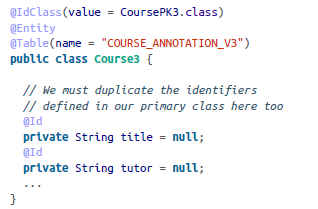 @IdClass(value = CoursePK3.class)
@Entity
@Table(name = "COURSE_ANNOTATION_V3")
public class Course3 {
// We must duplicate the identifiers
// defined in our primary class here too
@Id
private String title = null;
@Id
private String tutor = null;
...
}